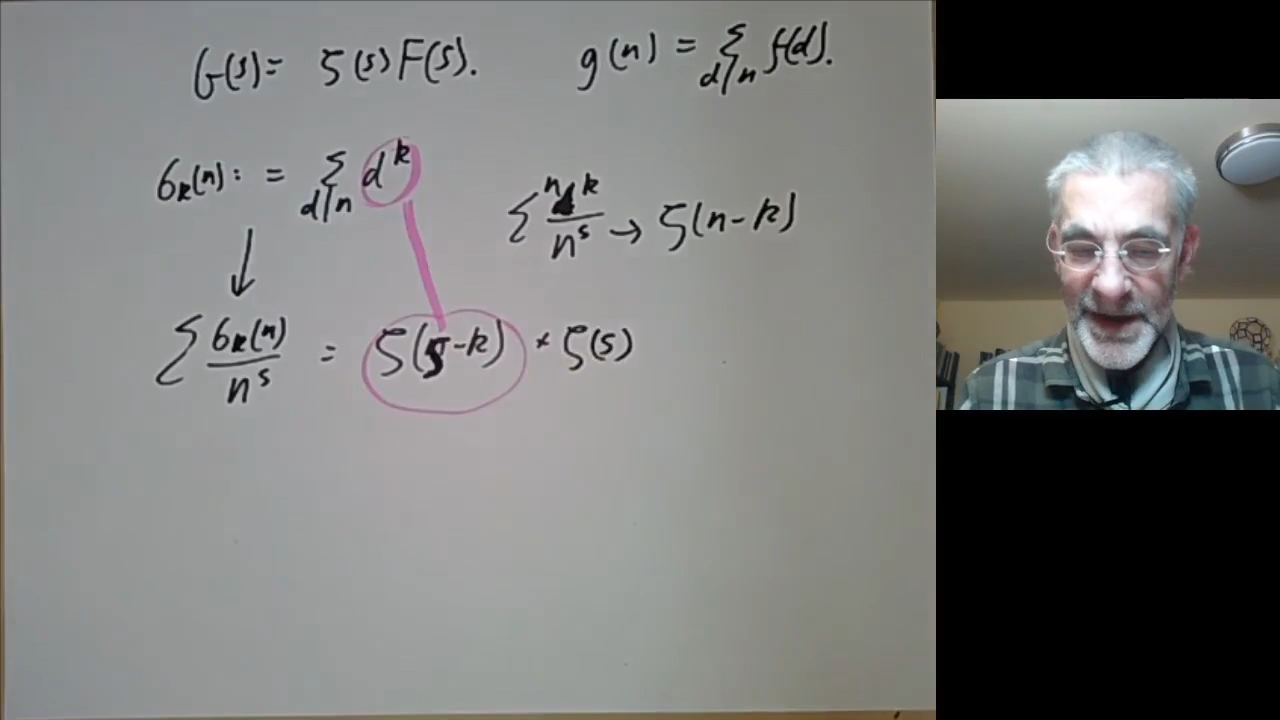 G(s) = ζ(s) F(s). g(n) = Σ_{d|n} f(d).
σ_k(n) := Σ_{d|n} d^k
Σ n^k/n^s → ζ(n-k)
↓
Σ σ_k(n)/n^s = ζ(s-k) × ζ(s)